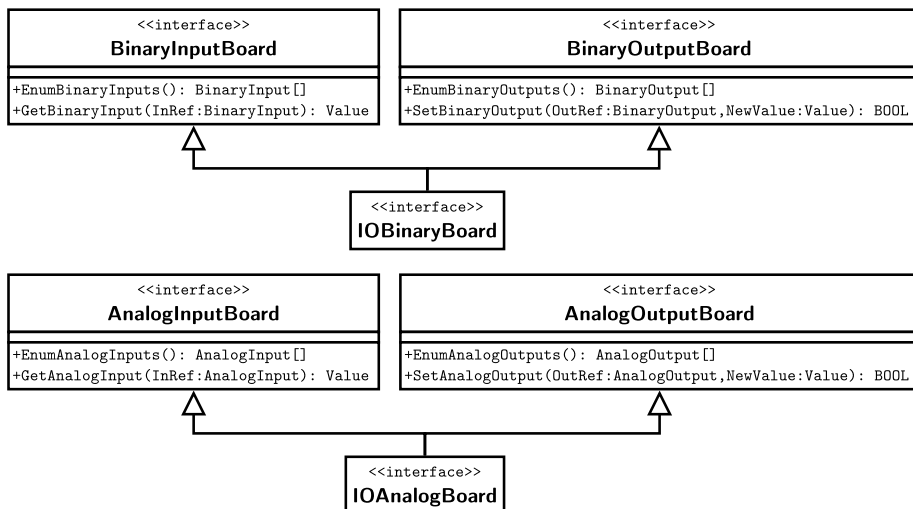 <<interface>>
BinaryInputBoard
+EnumBinaryInputs(): BinaryInput[]
+GetBinaryInput(InRef:BinaryInput): Value
<<interface>>
BinaryOutputBoard
+EnumBinaryOutputs(): BinaryOutput[]
+SetBinaryOutput(OutRef:BinaryOutput,NewValue:Value): BOOL
<<interface>>
IOBinaryBoard
<<interface>>
AnalogInputBoard
+EnumAnalogInputs(): AnalogInput[]
+GetAnalogInput(InRef:AnalogInput): Value
<<interface>>
AnalogOutputBoard
+EnumAnalogOutputs(): AnalogOutput[]
+SetAnalogOutput(OutRef:AnalogOutput,NewValue:Value): BOOL
<<interface>>
IOAnalogBoard